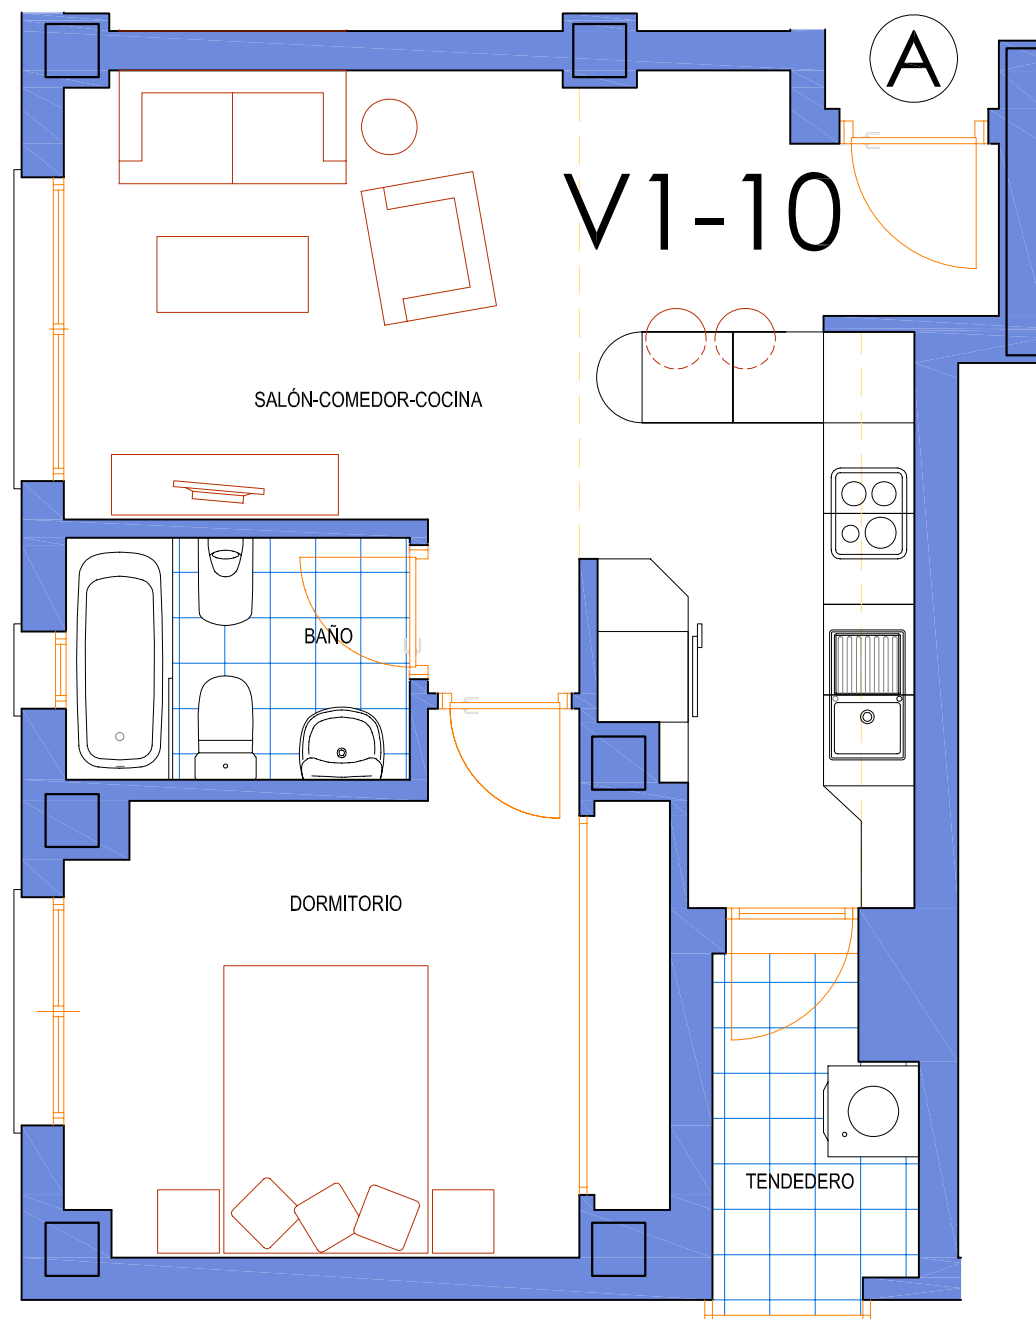 A
V1-10
SALÓN-COMEDOR-COCINA
BAÑO
DORMITORIO
TENDEDERO